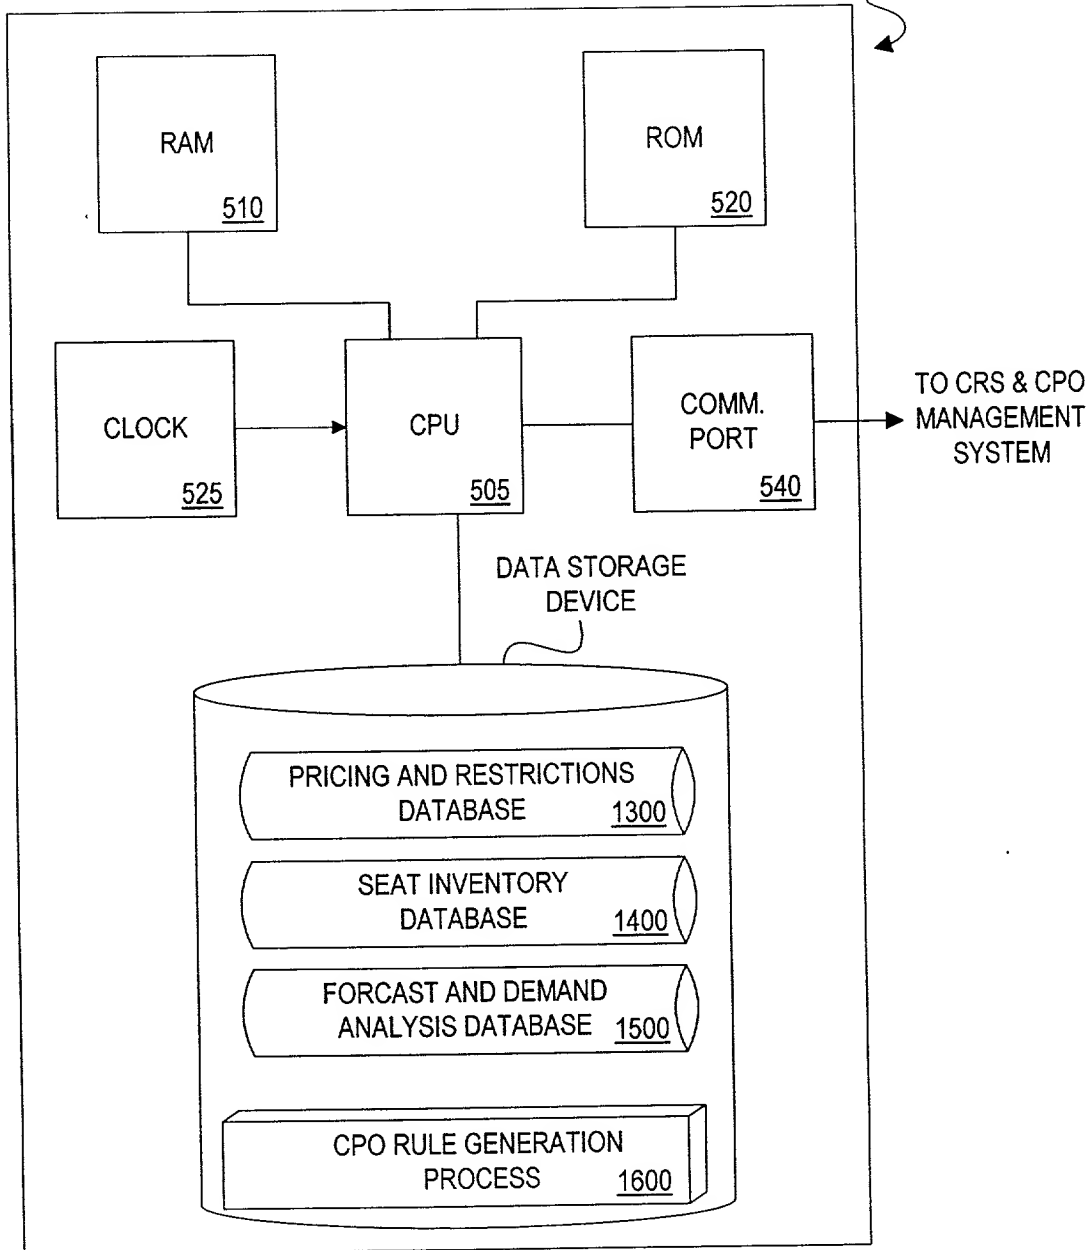 RAM
510
ROM
520
CLOCK
525
CPU
505
COMM.
PORT
540
TO CRS & CPO
MANAGEMENT
SYSTEM
DATA STORAGE
DEVICE
PRICING AND RESTRICTIONS
DATABASE
1300
SEAT INVENTORY
DATABASE
1400
FORCAST AND DEMAND
ANALYSIS DATABASE
1500
CPO RULE GENERATION
PROCESS
1600